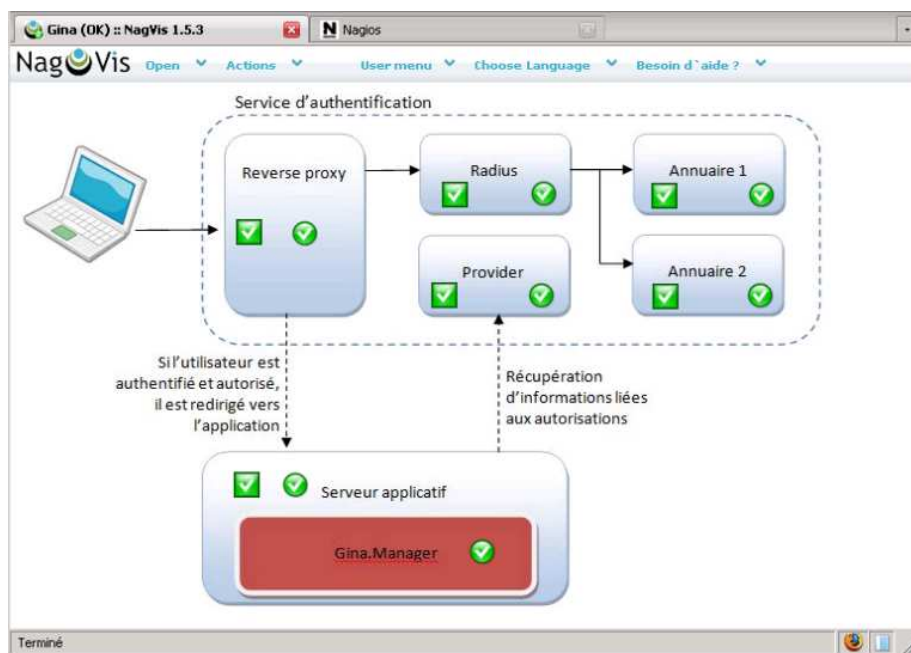 Gina (OK) :: NagVis 1.5.3
Nagios
NagVis Open Actions User menu Choose Language Besoin d`aide ?
Service d'authentification
Reverse proxy
Radius
Annuaire 1
Provider
Annuaire 2
Si l'utilisateur est
authentifié et autorisé,
il est redirigé vers
l'application
Récupération
d'informations liées
aux autorisations
Serveur applicatif
Gina.Manager
Terminé